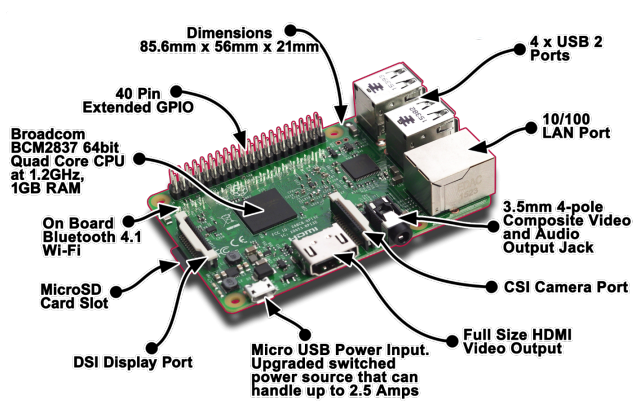 Dimensions
85.6mm x 56mm x 21mm
4 x USB 2
Ports
40 Pin
Extended GPIO
10/100
LAN Port
Broadcom
BCM2837 64bit
Quad Core CPU
at 1.2GHz,
1GB RAM
3.5mm 4-pole
Composite Video
and Audio
Output Jack
On Board
Bluetooth 4.1
Wi-Fi
CE
HDMI
MicroSD
Card Slot
CSI Camera Port
DSI Display Port
Full Size HDMI
Video Output
Micro USB Power Input.
Upgraded switched
power source that can
handle up to 2.5 Amps